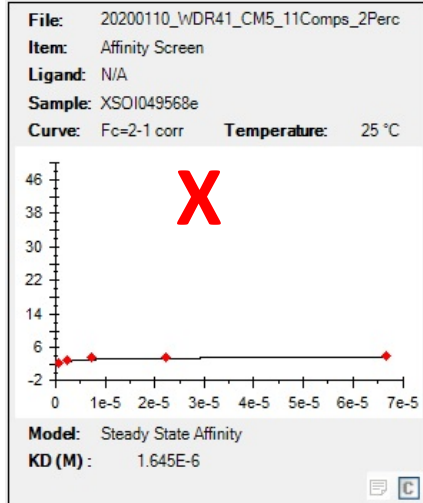 File: 20200110_WDR41_CM5_11Comps_2Perc
Item: Affinity Screen
Ligand: N/A
Sample: XSOI049568e
Curve: Fc=2-1 corr Temperature: 25 °C
X
46
38
30
22
14
6
-2
0 1e-5 2e-5 3e-5 4e-5 5e-5 6e-5 7e-5
Model: Steady State Affinity
KD (M) : 1.645E-6
C